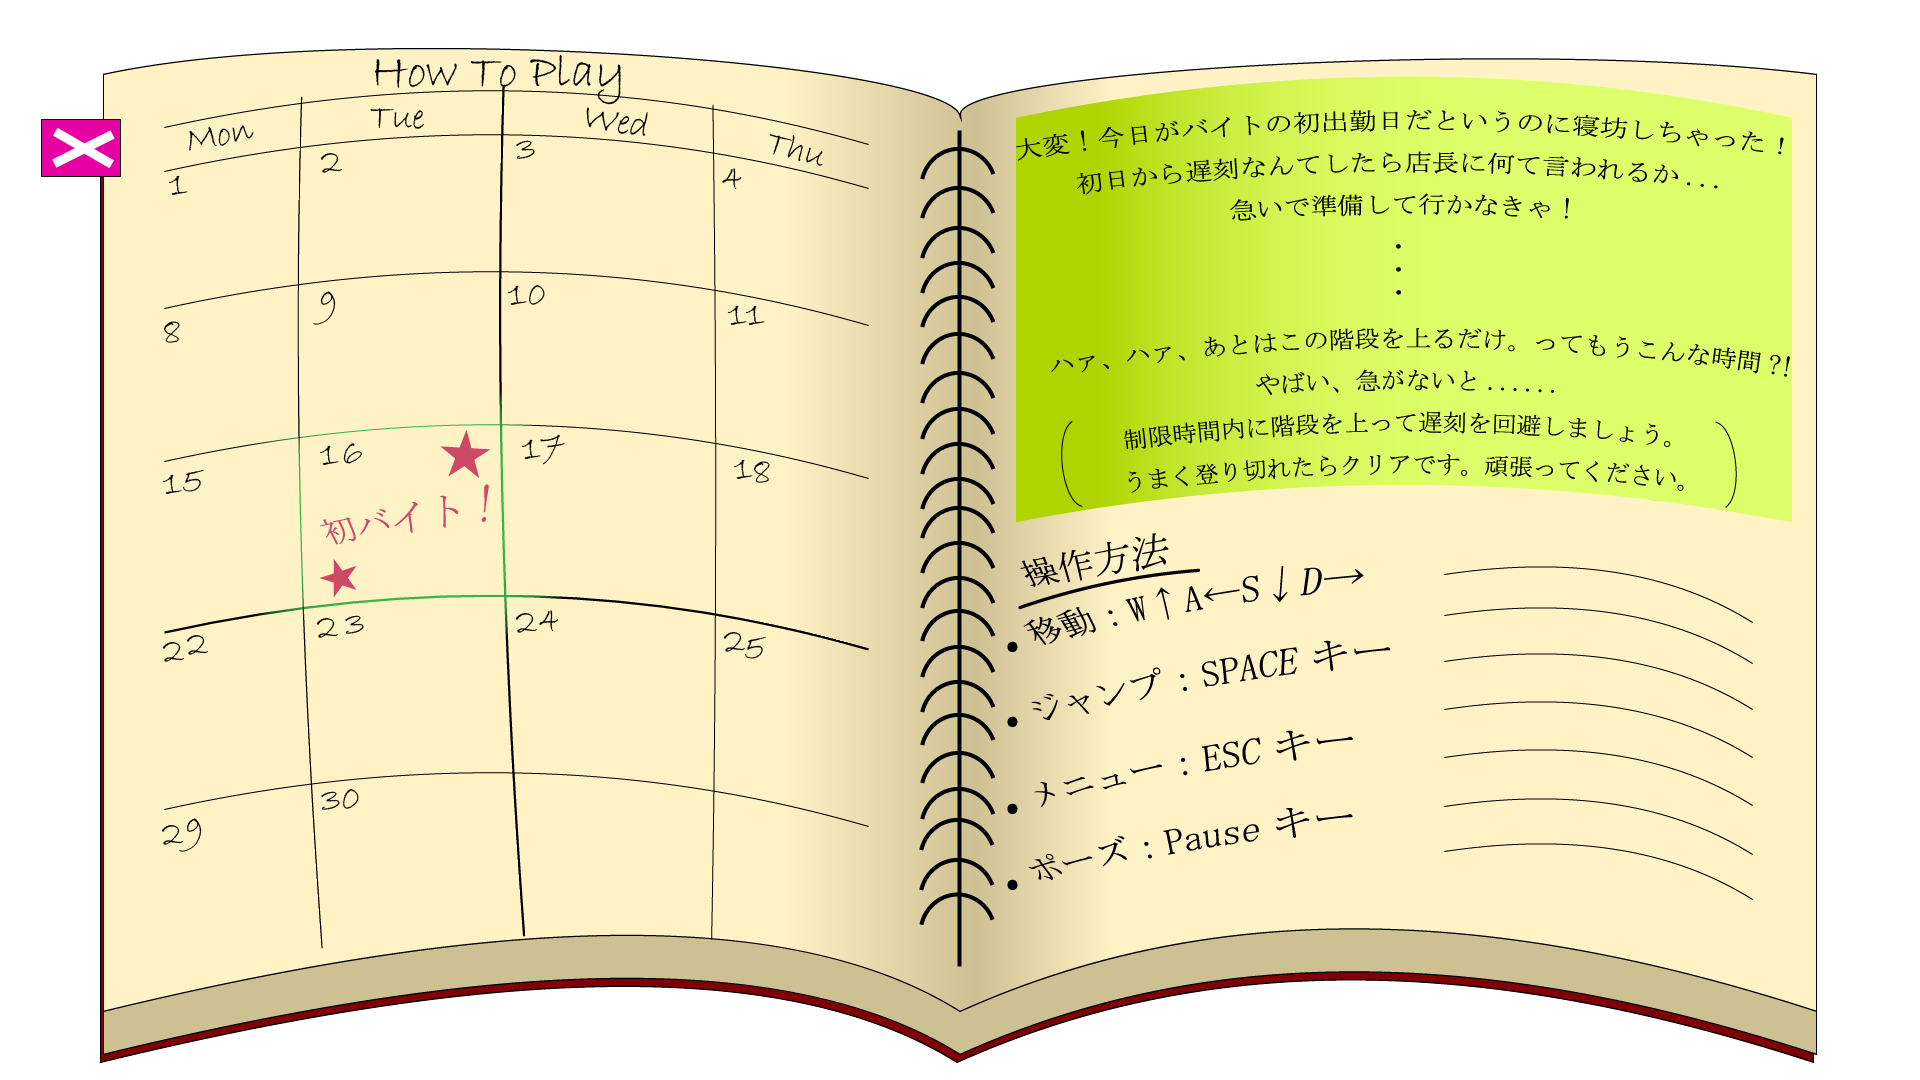 How To Play
Mon Tue Wed Thu
1 2 3 4
8 9 10 11
15 16 17 18
初バイト！
22 23 24 25
29 30
大変！今日がバイトの初出勤日だというのに寝坊しちゃった！
初日から遅刻なんてしたら店長に何て言われるか...
急いで準備して行かなきゃ！
・
・
・
ハァ、ハァ、あとはこの階段を上るだけ。ってもうこんな時間?!
やばい、急がないと......
制限時間内に階段を上って遅刻を回避しましょう。
うまく登り切れたらクリアです。頑張ってください。
操作方法
・移動：W↑A←S↓D→
・ジャンプ：SPACE キー
・メニュー：ESC キー
・ポーズ：Pause キー